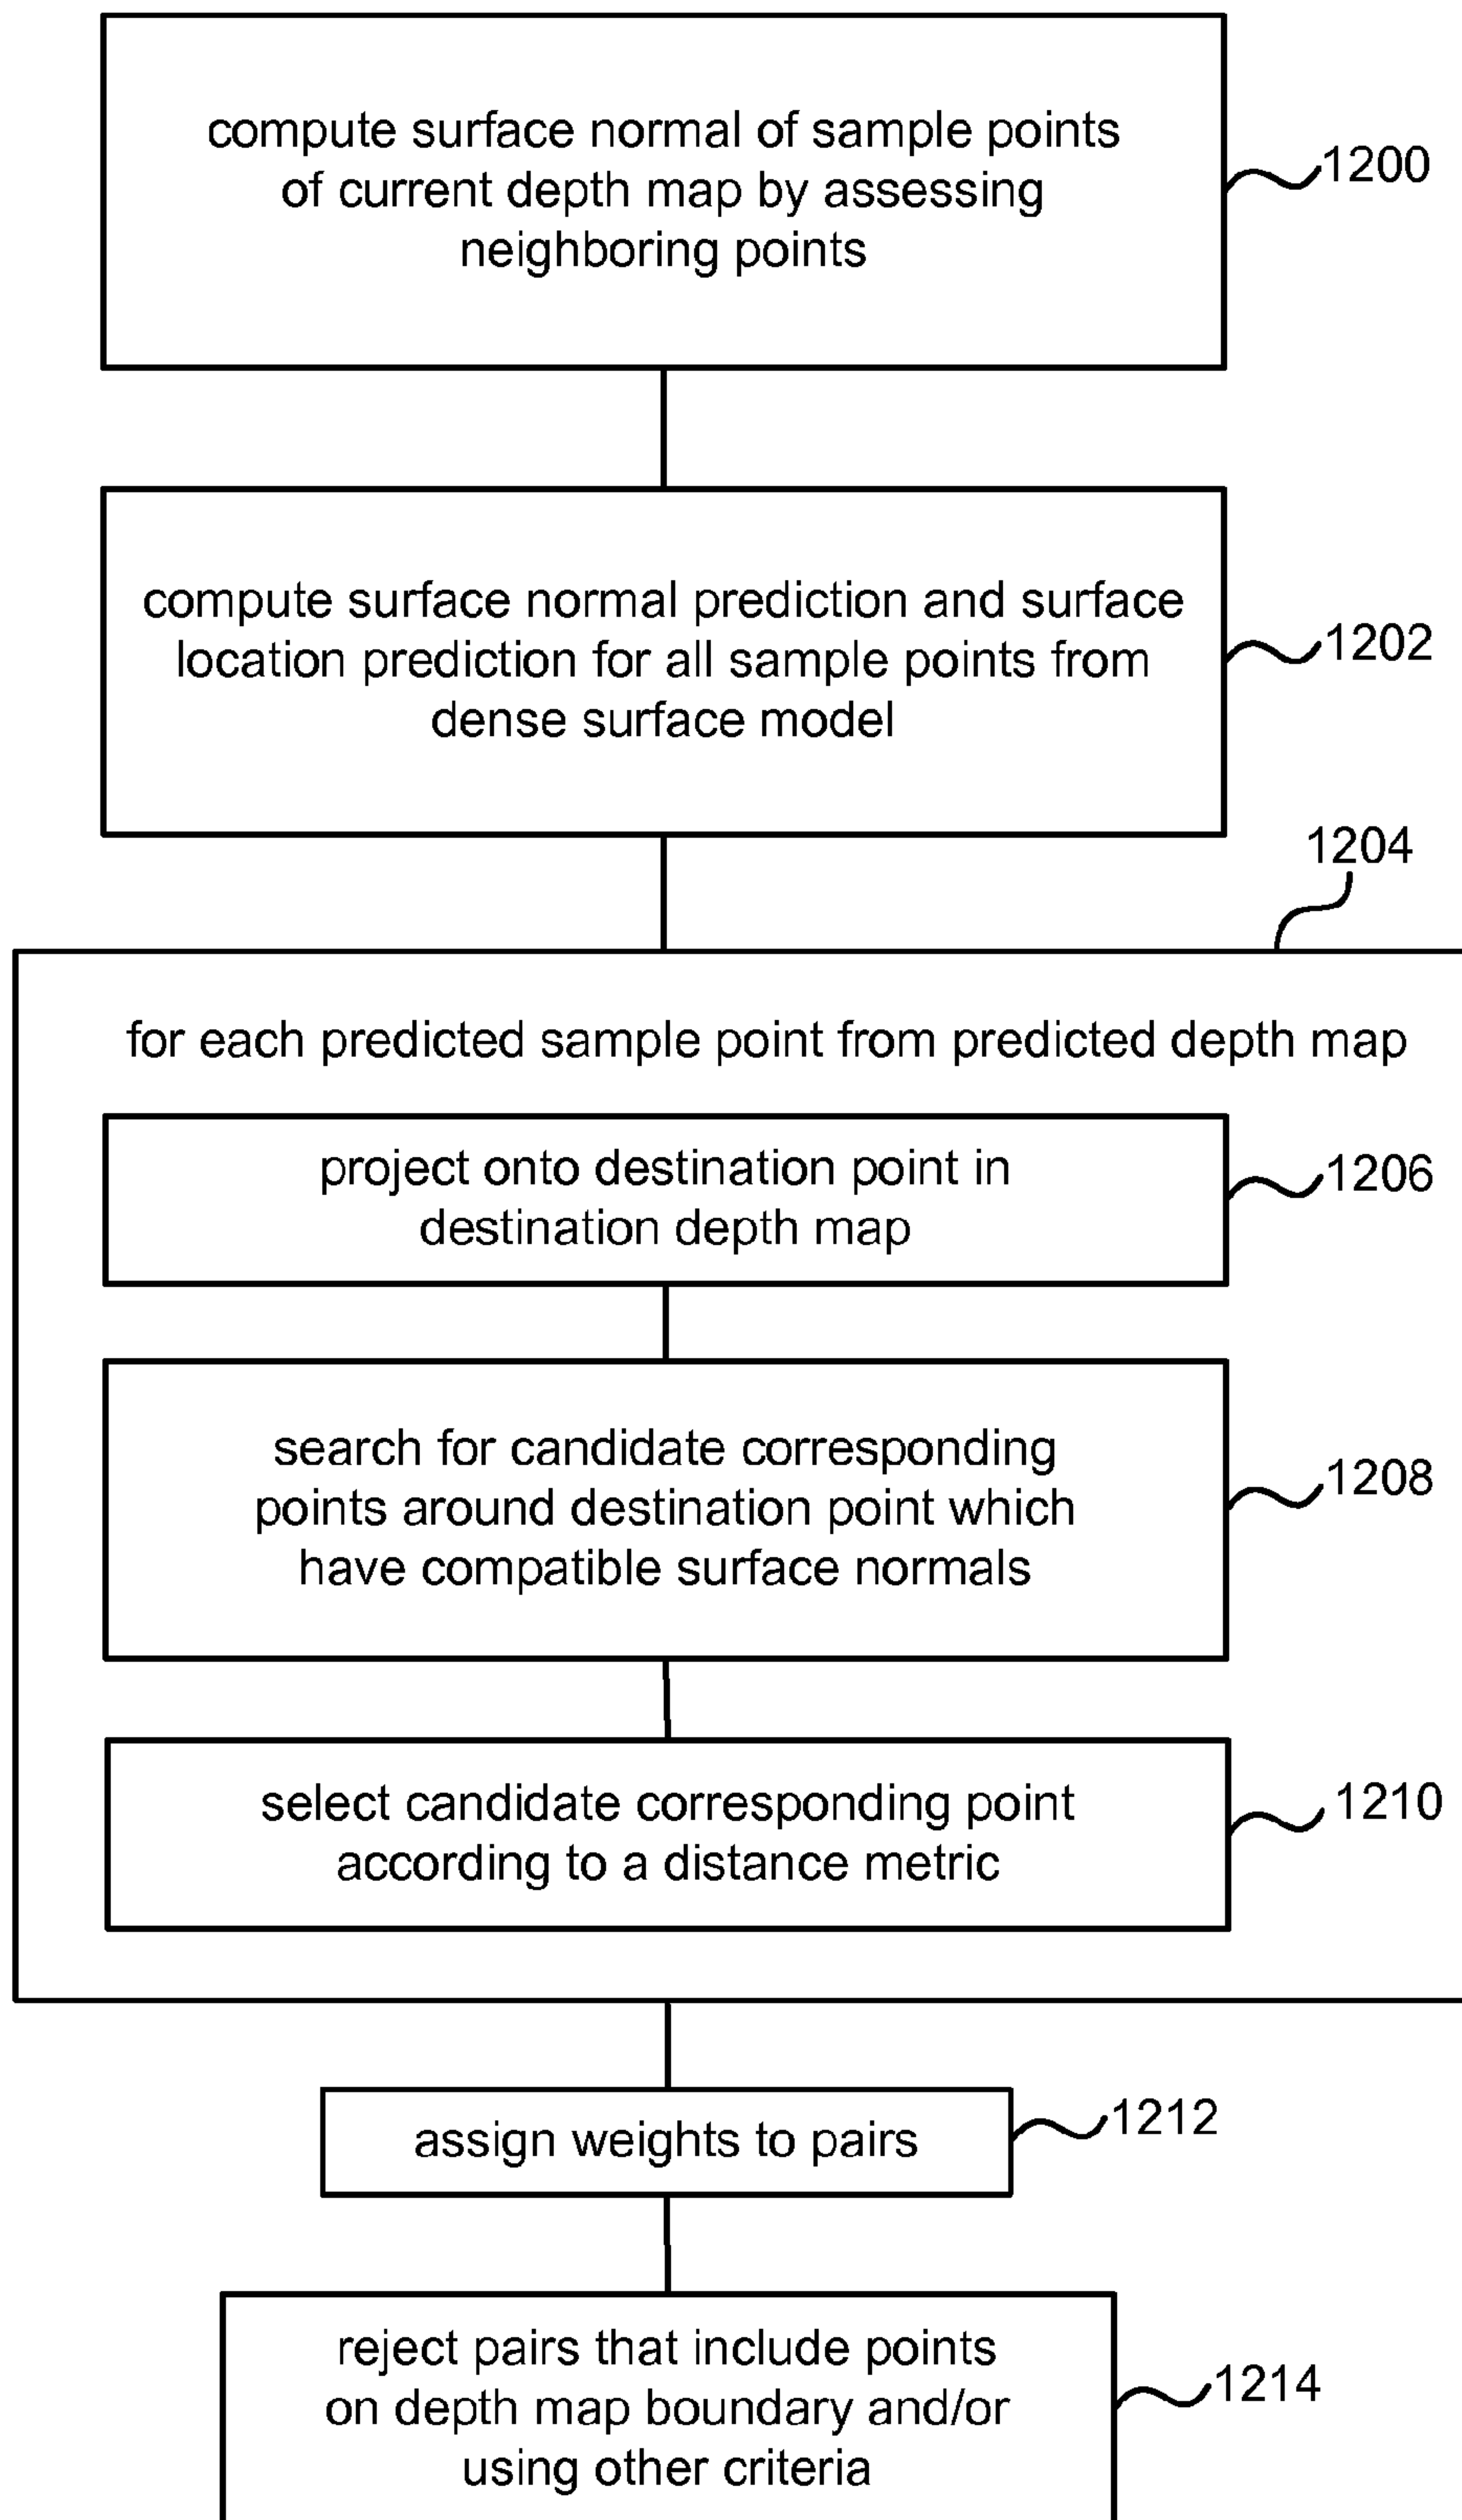 compute surface normal of sample points
of current depth map by assessing
neighboring points
1200
compute surface normal prediction and surface
location prediction for all sample points from
dense surface model
1202
1204
for each predicted sample point from predicted depth map
project onto destination point in
destination depth map
1206
search for candidate corresponding
points around destination point which
have compatible surface normals
1208
select candidate corresponding point
according to a distance metric
1210
assign weights to pairs
1212
reject pairs that include points
on depth map boundary and/or
using other criteria
1214